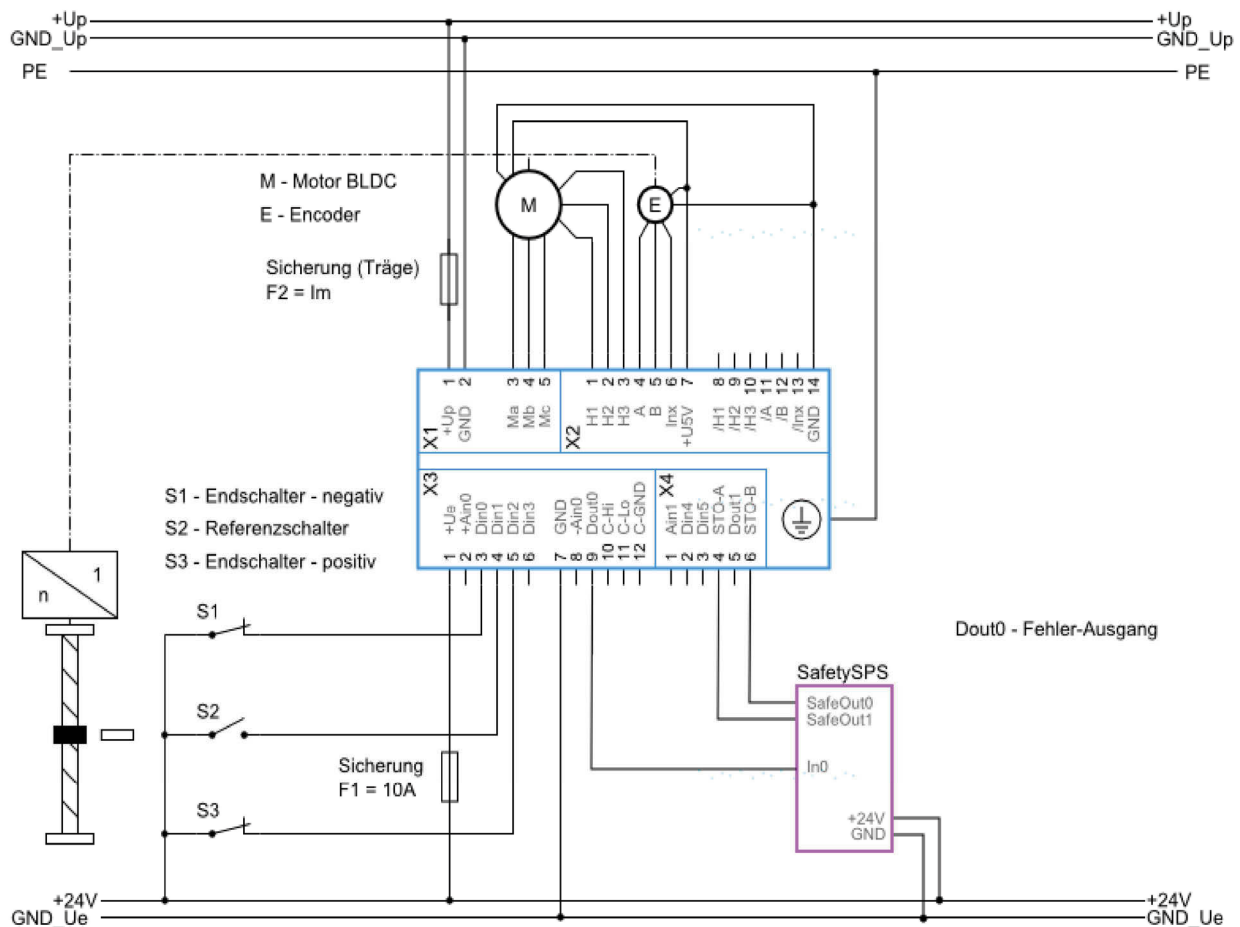 +Up
+Up
GND_Up
GND_Up
PE
PE
M - Motor BLDC
E - Encoder
M
E
Sicherung (Träge)
F2 = Im
1 2 3 4 5
1 2 3 4 5 6 7 8 9 10 11 12 13 14
+Up GND Ma Mb Mc
H1 H2 H3 A B Inx +U5V /H1 /H2 /H3 /A /B /Inx GND
X1
X2
X3
X4
+Ue +Ain0 Din0 Din1 Din2 Din3 GND -Ain0 Dout0 C-Hi C-Lo C-GND
Ain1 Din4 Din5 STO-A Dout1 STO-B
1 2 3 4 5 6 7 8 9 10 11 12
1 2 3 4 5 6
S1 - Endschalter - negativ
S2 - Referenzschalter
S3 - Endschalter - positiv
1
n
S1
Dout0 - Fehler-Ausgang
SafetySPS
SafeOut0
SafeOut1
S2
Sicherung
F1 = 10A
In0
S3
+24V
GND
+24V
+24V
GND_Ue
GND_Ue